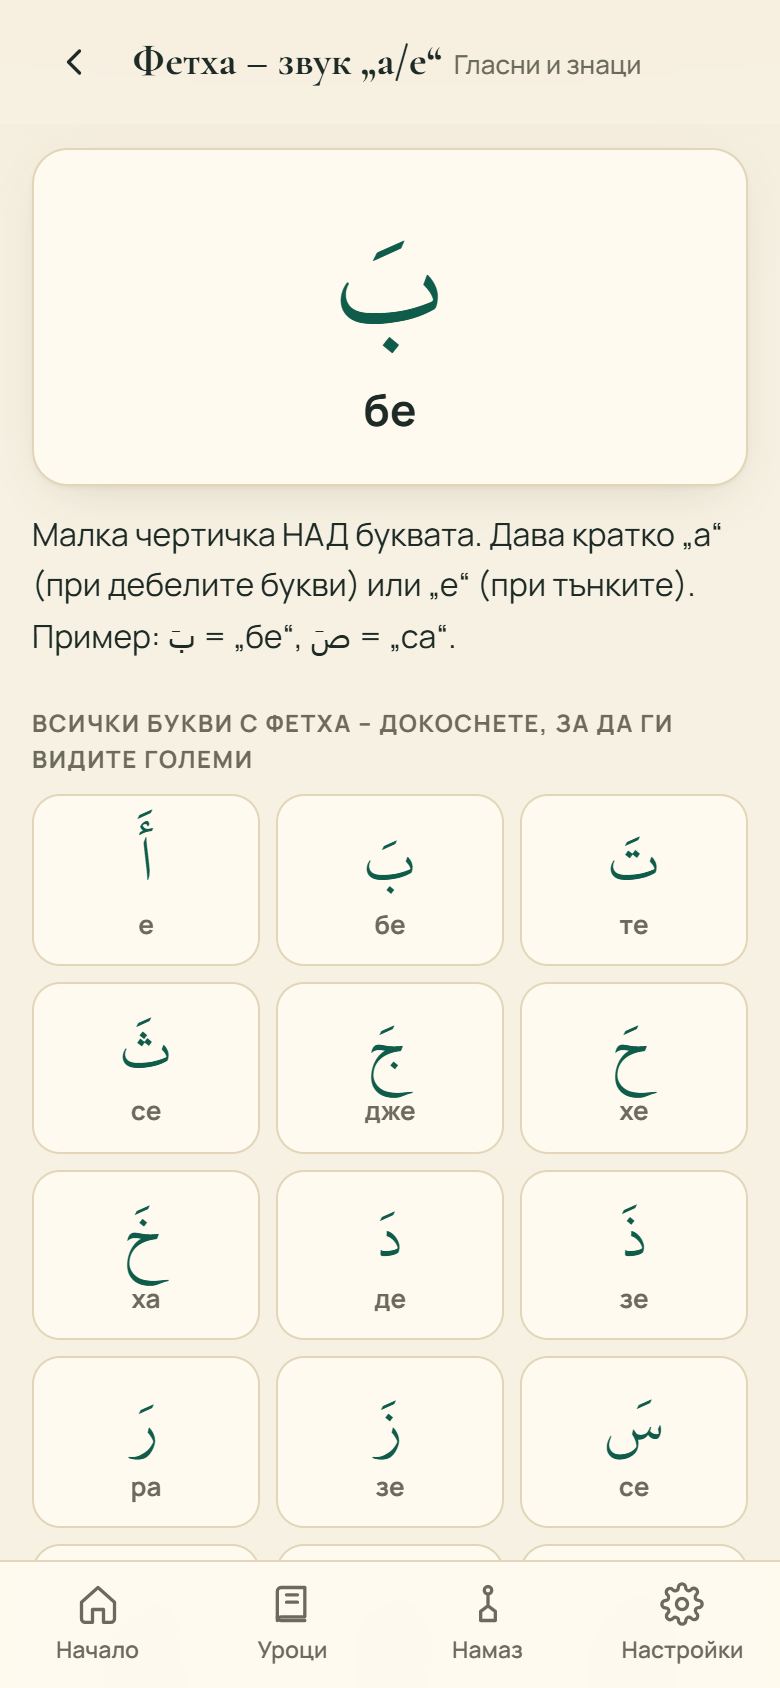 Фетха – звук „а/е“ Гласни и знаци
بَ
бе
Малка чертичка НАД буквата. Дава кратко „а“
(при дебелите букви) или „е“ (при тънките).
Пример: بَ = „бе“, صَ = „са“.
ВСИЧКИ БУКВИ С ФЕТХА – ДОКОСНЕТЕ, ЗА ДА ГИ
ВИДИТЕ ГОЛЕМИ
أَ
е
بَ
бе
تَ
те
ثَ
се
جَ
дже
حَ
хе
خَ
ха
دَ
де
ذَ
зе
رَ
ра
زَ
зе
سَ
се
Начало
Уроци
Намаз
Настройки